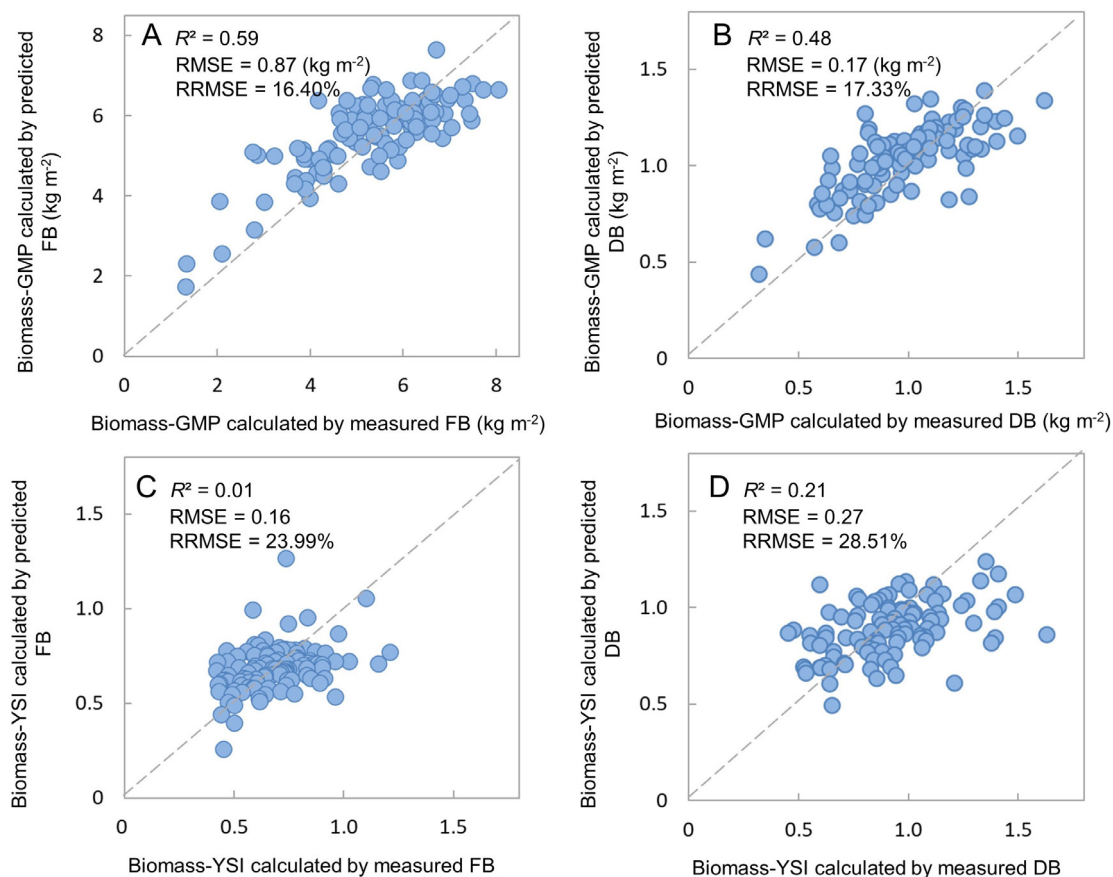 A
R² = 0.59
RMSE = 0.87 (kg m⁻²)
RRMSE = 16.40%
Biomass-GMP calculated by predicted
FB (kg m⁻²)
8
6
4
2
0
0 2 4 6 8
Biomass-GMP calculated by measured FB (kg m⁻²)
B
R² = 0.48
RMSE = 0.17 (kg m⁻²)
RRMSE = 17.33%
Biomass-GMP calculated by predicted
DB (kg m⁻²)
1.5
1.0
0.5
0
0 0.5 1.0 1.5
Biomass-GMP calculated by measured DB (kg m⁻²)
C
R² = 0.01
RMSE = 0.16
RRMSE = 23.99%
Biomass-YSI calculated by predicted
FB
1.5
1.0
0.5
0
0 0.5 1.0 1.5
Biomass-YSI calculated by measured FB
D
R² = 0.21
RMSE = 0.27
RRMSE = 28.51%
Biomass-YSI calculated by predicted
DB
1.5
1.0
0.5
0
0 0.5 1.0 1.5
Biomass-YSI calculated by measured DB